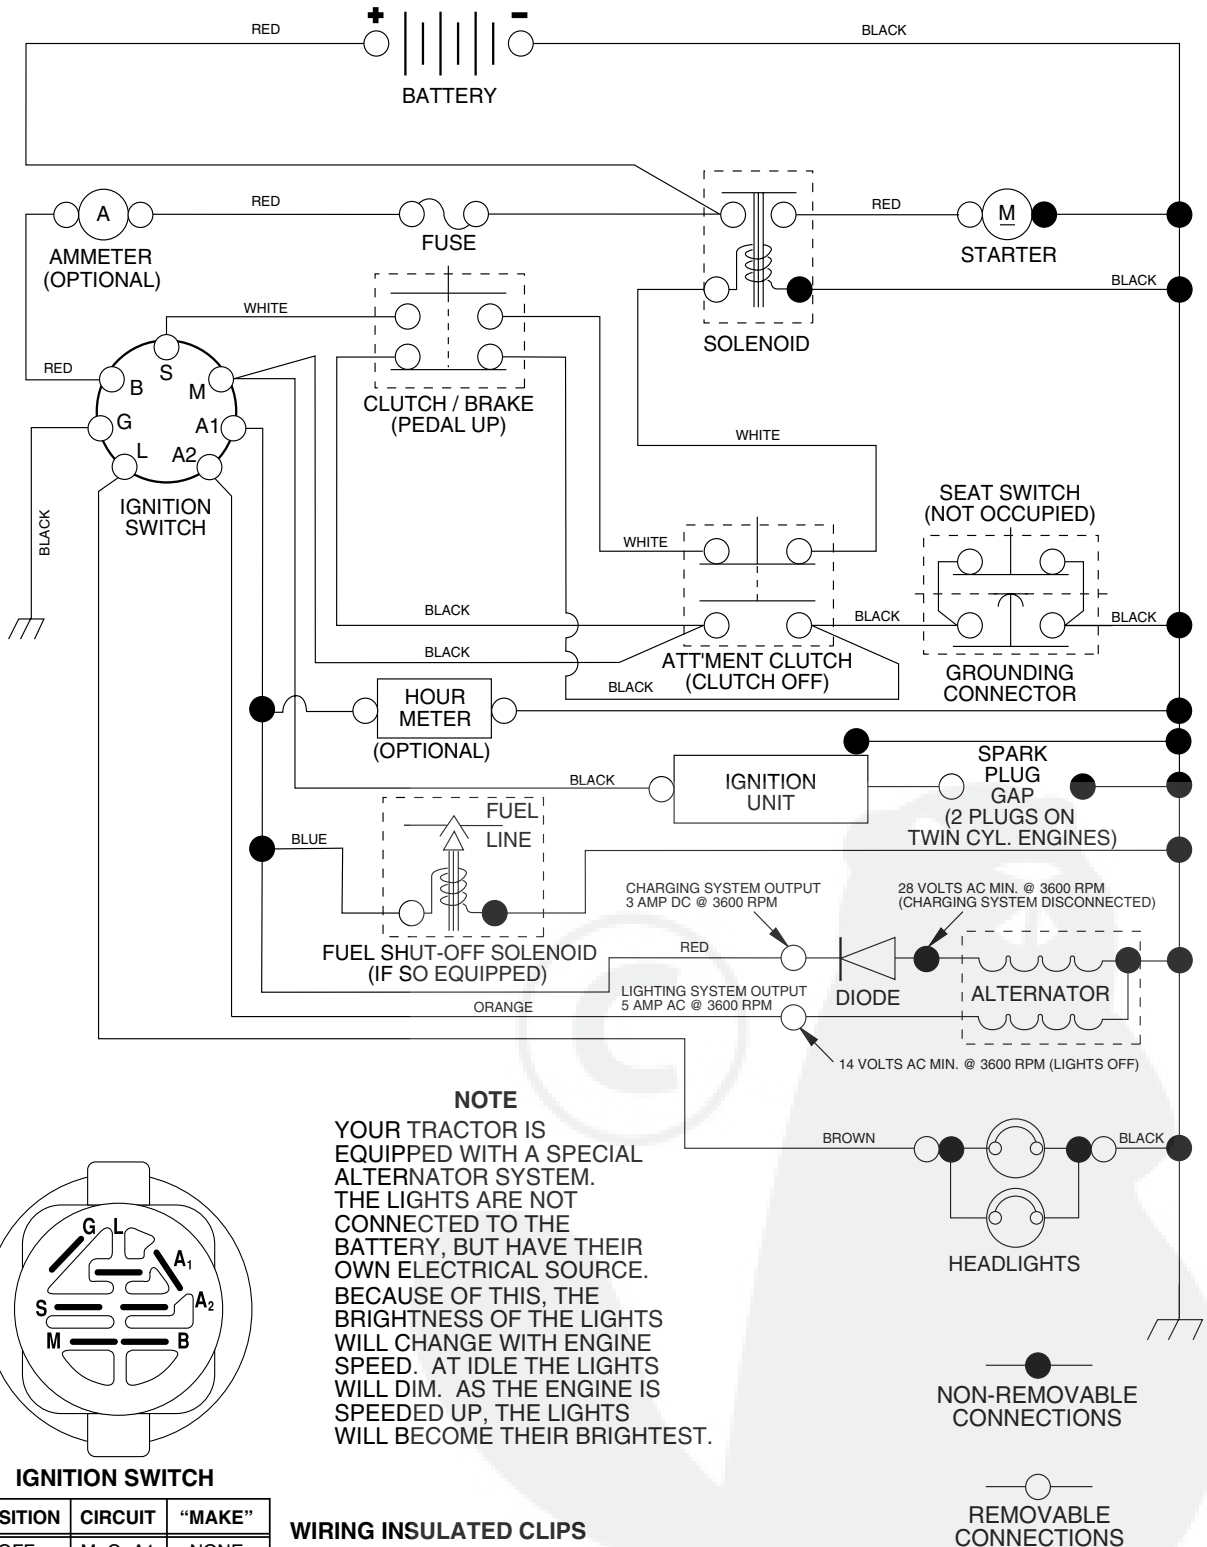 + -
RED
BLACK
BATTERY
RED
A
AMMETER
(OPTIONAL)
FUSE
RED
M
STARTER
BLACK
SOLENOID
WHITE
RED
S
B
M
G
A1
L
A2
IGNITION
SWITCH
BLACK
CLUTCH / BRAKE
(PEDAL UP)
WHITE
SEAT SWITCH
(NOT OCCUPIED)
WHITE
BLACK
BLACK
BLACK
BLACK
ATT'MENT CLUTCH
(CLUTCH OFF)
BLACK
GROUNDING
CONNECTOR
HOUR
METER
(OPTIONAL)
BLACK
IGNITION
UNIT
SPARK
PLUG
GAP
(2 PLUGS ON
TWIN CYL. ENGINES)
FUEL
LINE
BLUE
FUEL SHUT-OFF SOLENOID
(IF SO EQUIPPED)
CHARGING SYSTEM OUTPUT
3 AMP DC @ 3600 RPM
28 VOLTS AC MIN. @ 3600 RPM
(CHARGING SYSTEM DISCONNECTED)
RED
DIODE
ALTERNATOR
LIGHTING SYSTEM OUTPUT
5 AMP AC @ 3600 RPM
ORANGE
14 VOLTS AC MIN. @ 3600 RPM (LIGHTS OFF)
BROWN
BLACK
HEADLIGHTS
NOTE
YOUR TRACTOR IS
EQUIPPED WITH A SPECIAL
ALTERNATOR SYSTEM.
THE LIGHTS ARE NOT
CONNECTED TO THE
BATTERY, BUT HAVE THEIR
OWN ELECTRICAL SOURCE.
BECAUSE OF THIS, THE
BRIGHTNESS OF THE LIGHTS
WILL CHANGE WITH ENGINE
SPEED. AT IDLE THE LIGHTS
WILL DIM. AS THE ENGINE IS
SPEEDED UP, THE LIGHTS
WILL BECOME THEIR BRIGHTEST.
G L
A1
S
A2
M
B
IGNITION SWITCH
NON-REMOVABLE
CONNECTIONS
REMOVABLE
CONNECTIONS
SITION CIRCUIT "MAKE"
WIRING INSULATED CLIPS
©